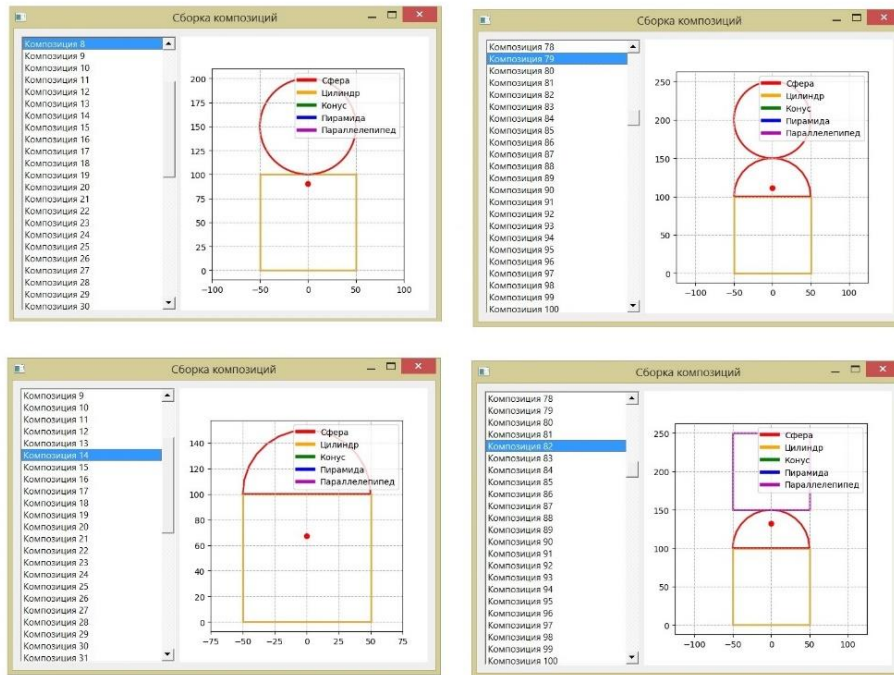 Сборка композиций
Композиция 8
Композиция 9
Композиция 10
Композиция 11
Композиция 12
Композиция 13
Композиция 14
Композиция 15
Композиция 16
Композиция 17
Композиция 18
Композиция 19
Композиция 20
Композиция 21
Композиция 22
Композиция 23
Композиция 24
Композиция 25
Композиция 26
Композиция 27
Композиция 28
Композиция 29
Композиция 30
Сфера
Цилиндр
Конус
Пирамида
Параллелепипед
200
175
150
125
100
75
50
25
0
−100 −50 0 50 100
Сборка композиций
Композиция 78
Композиция 79
Композиция 80
Композиция 81
Композиция 82
Композиция 83
Композиция 84
Композиция 85
Композиция 86
Композиция 87
Композиция 88
Композиция 89
Композиция 90
Композиция 91
Композиция 92
Композиция 93
Композиция 94
Композиция 95
Композиция 96
Композиция 97
Композиция 98
Композиция 99
Композиция 100
Сфера
Цилиндр
Конус
Пирамида
Параллелепипед
250
200
150
100
50
0
−100 −50 0 50 100
Сборка композиций
Композиция 9
Композиция 10
Композиция 11
Композиция 12
Композиция 13
Композиция 14
Композиция 15
Композиция 16
Композиция 17
Композиция 18
Композиция 19
Композиция 20
Композиция 21
Композиция 22
Композиция 23
Композиция 24
Композиция 25
Композиция 26
Композиция 27
Композиция 28
Композиция 29
Композиция 30
Композиция 31
Сфера
Цилиндр
Конус
Пирамида
Параллелепипед
140
120
100
80
60
40
20
0
−75 −50 −25 0 25 50 75
Сборка композиций
Композиция 78
Композиция 79
Композиция 80
Композиция 81
Композиция 82
Композиция 83
Композиция 84
Композиция 85
Композиция 86
Композиция 87
Композиция 88
Композиция 89
Композиция 90
Композиция 91
Композиция 92
Композиция 93
Композиция 94
Композиция 95
Композиция 96
Композиция 97
Композиция 98
Композиция 99
Композиция 100
Сфера
Цилиндр
Конус
Пирамида
Параллелепипед
250
200
150
100
50
0
−100 −50 0 50 100